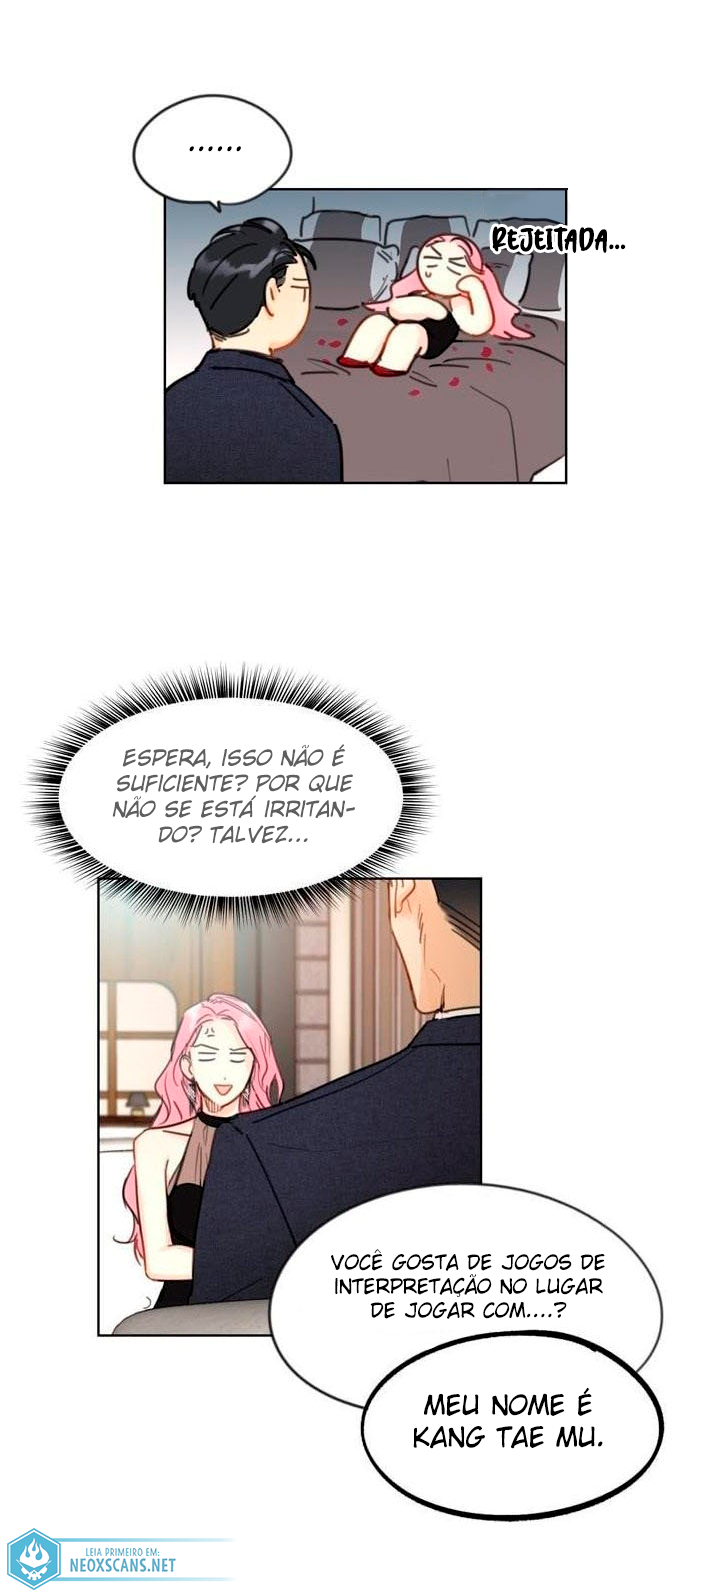 ......
REJEITADA...
ESPERA, ISSO NÃO É
SUFICIENTE? POR QUE
NÃO SE ESTÁ IRRITAN-
DO? TALVEZ...
VOCÊ GOSTA DE JOGOS DE
INTERPRETAÇÃO NO LUGAR
DE JOGAR COM....?
MEU NOME É
KANG TAE MU.
LEIA PRIMEIRO EM:
NEOXSCANS.NET